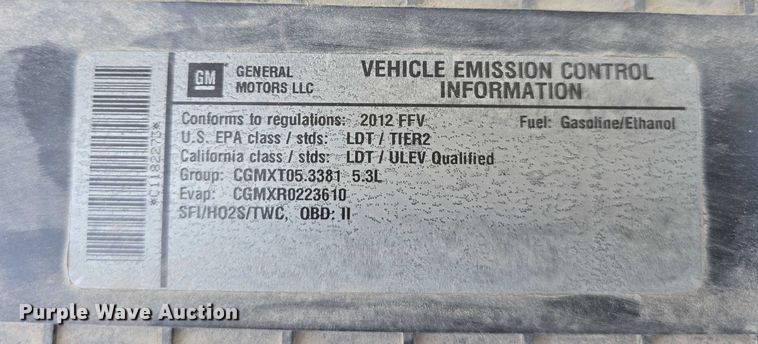 GM
GENERAL
MOTORS LLC
VEHICLE EMISSION CONTROL
INFORMATION
Conforms to regulations: 2012 FFV Fuel: Gasoline/Ethanol
U.S. EPA class / stds: LDT / TIER2
California class / stds: LDT / ULEV Qualified
Group: CGMXT05.3381 5.3L
Evap: CGMXR0223610
SFI/HO2S/TWC, OBD: II
Purple Wave Auction